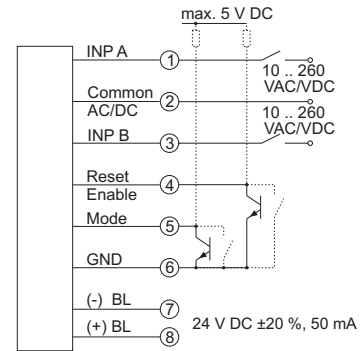 max. 5 V DC
INP A
1
10 .. 260
VAC/VDC
Common
AC/DC
2
10 .. 260
VAC/VDC
INP B
3
Reset
Enable
4
Mode
5
GND
6
(-) BL
7
(+) BL
8
24 V DC ±20 %, 50 mA